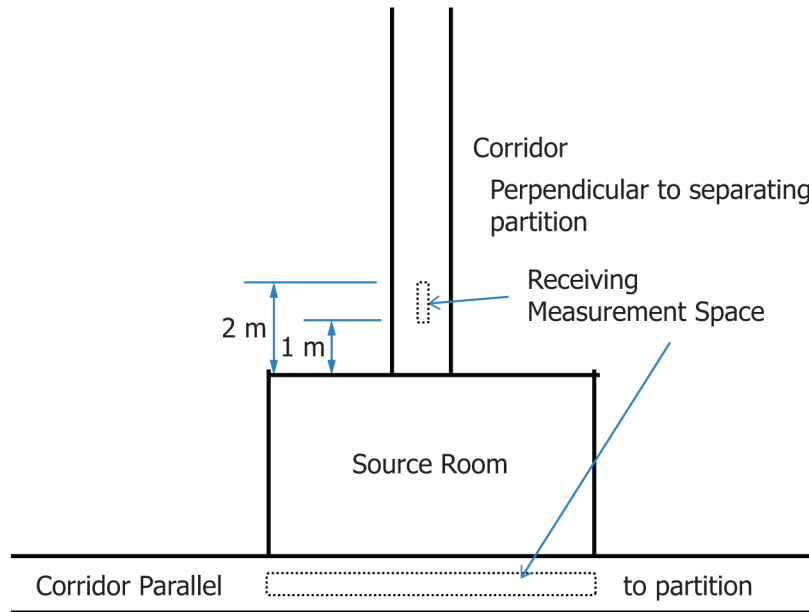 Corridor
Perpendicular to separating
partition
Receiving
Measurement Space
2 m
1 m
Source Room
Corridor Parallel
to partition